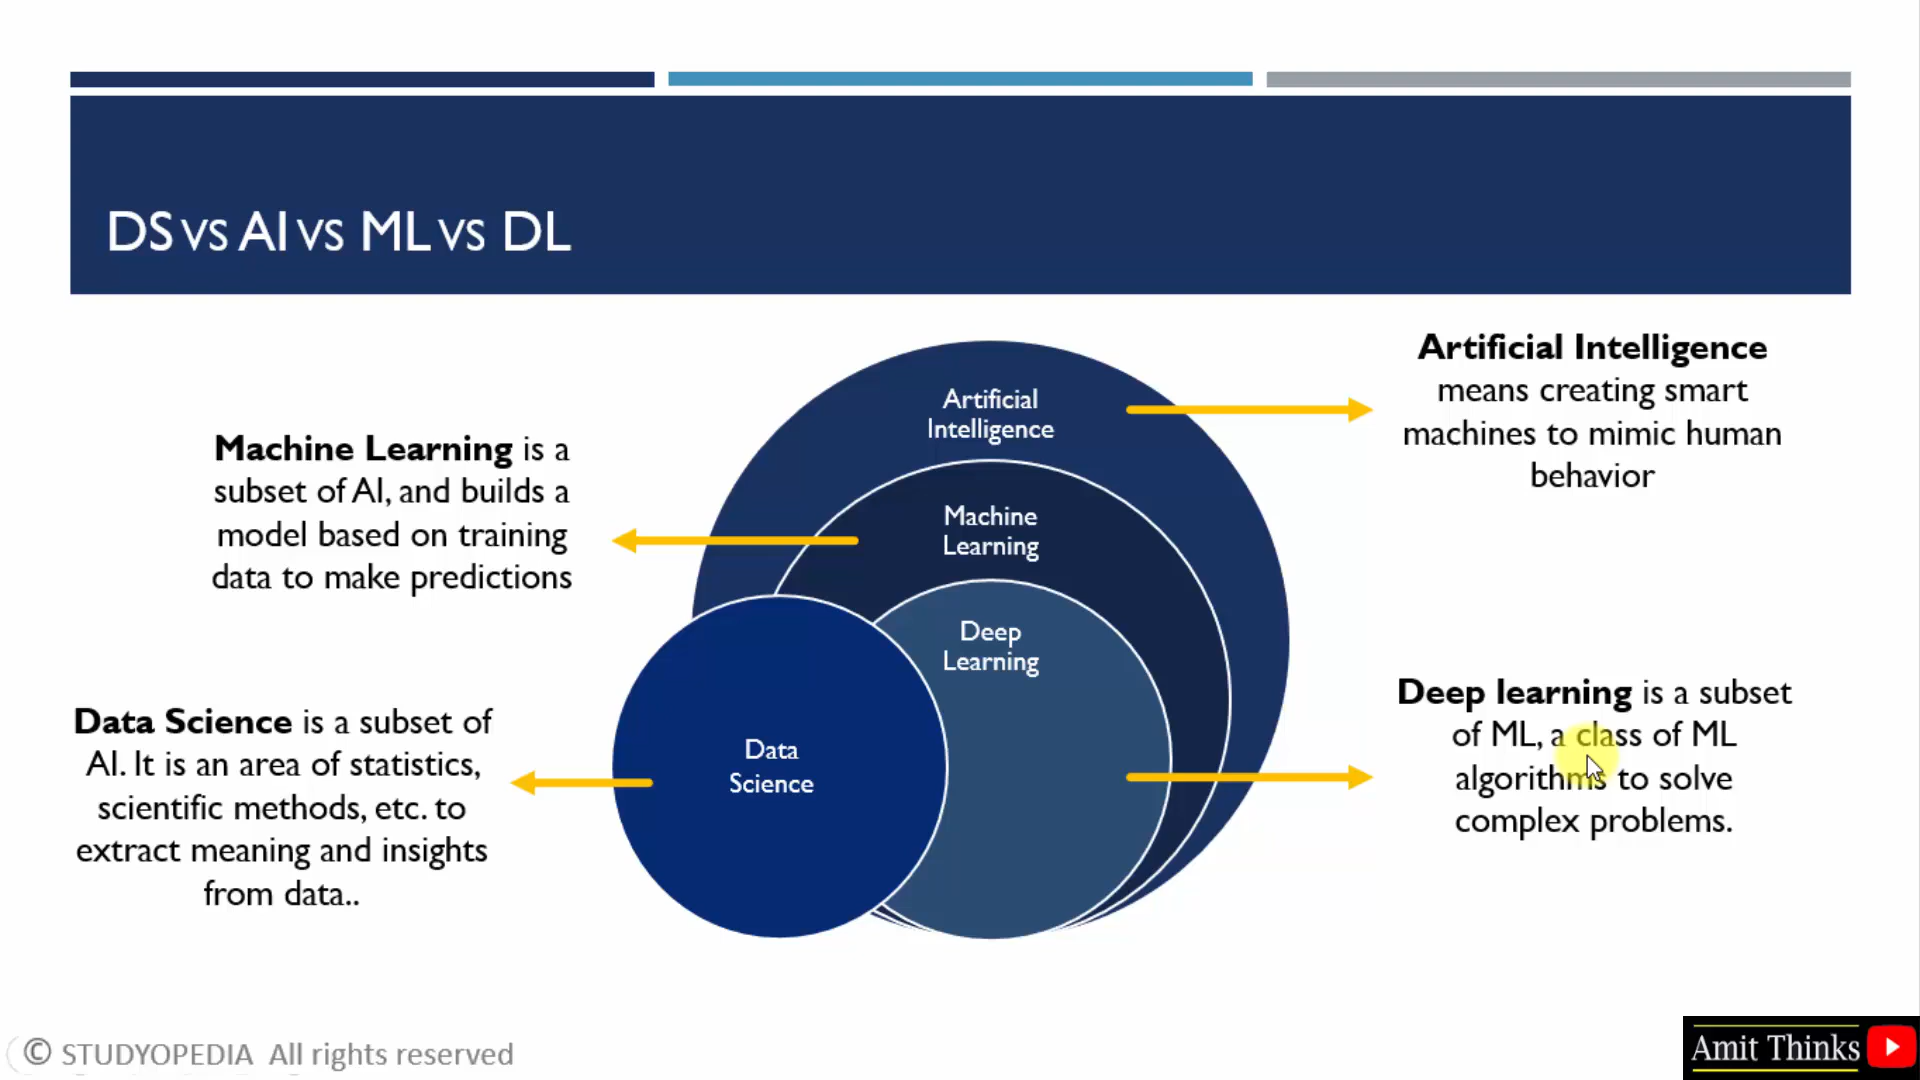 DS vs AI vs ML vs DL
Artificial Intelligence
means creating smart
machines to mimic human
behavior
Artificial
Intelligence
Machine Learning is a
subset of AI, and builds a
model based on training
data to make predictions
Machine
Learning
Deep
Learning
Deep learning is a subset
of ML, a class of ML
algorithms to solve
complex problems.
Data Science is a subset of
AI. It is an area of statistics,
scientific methods, etc. to
extract meaning and insights
from data..
Data
Science
© STUDYOPEDIA All rights reserved
Amit Thinks